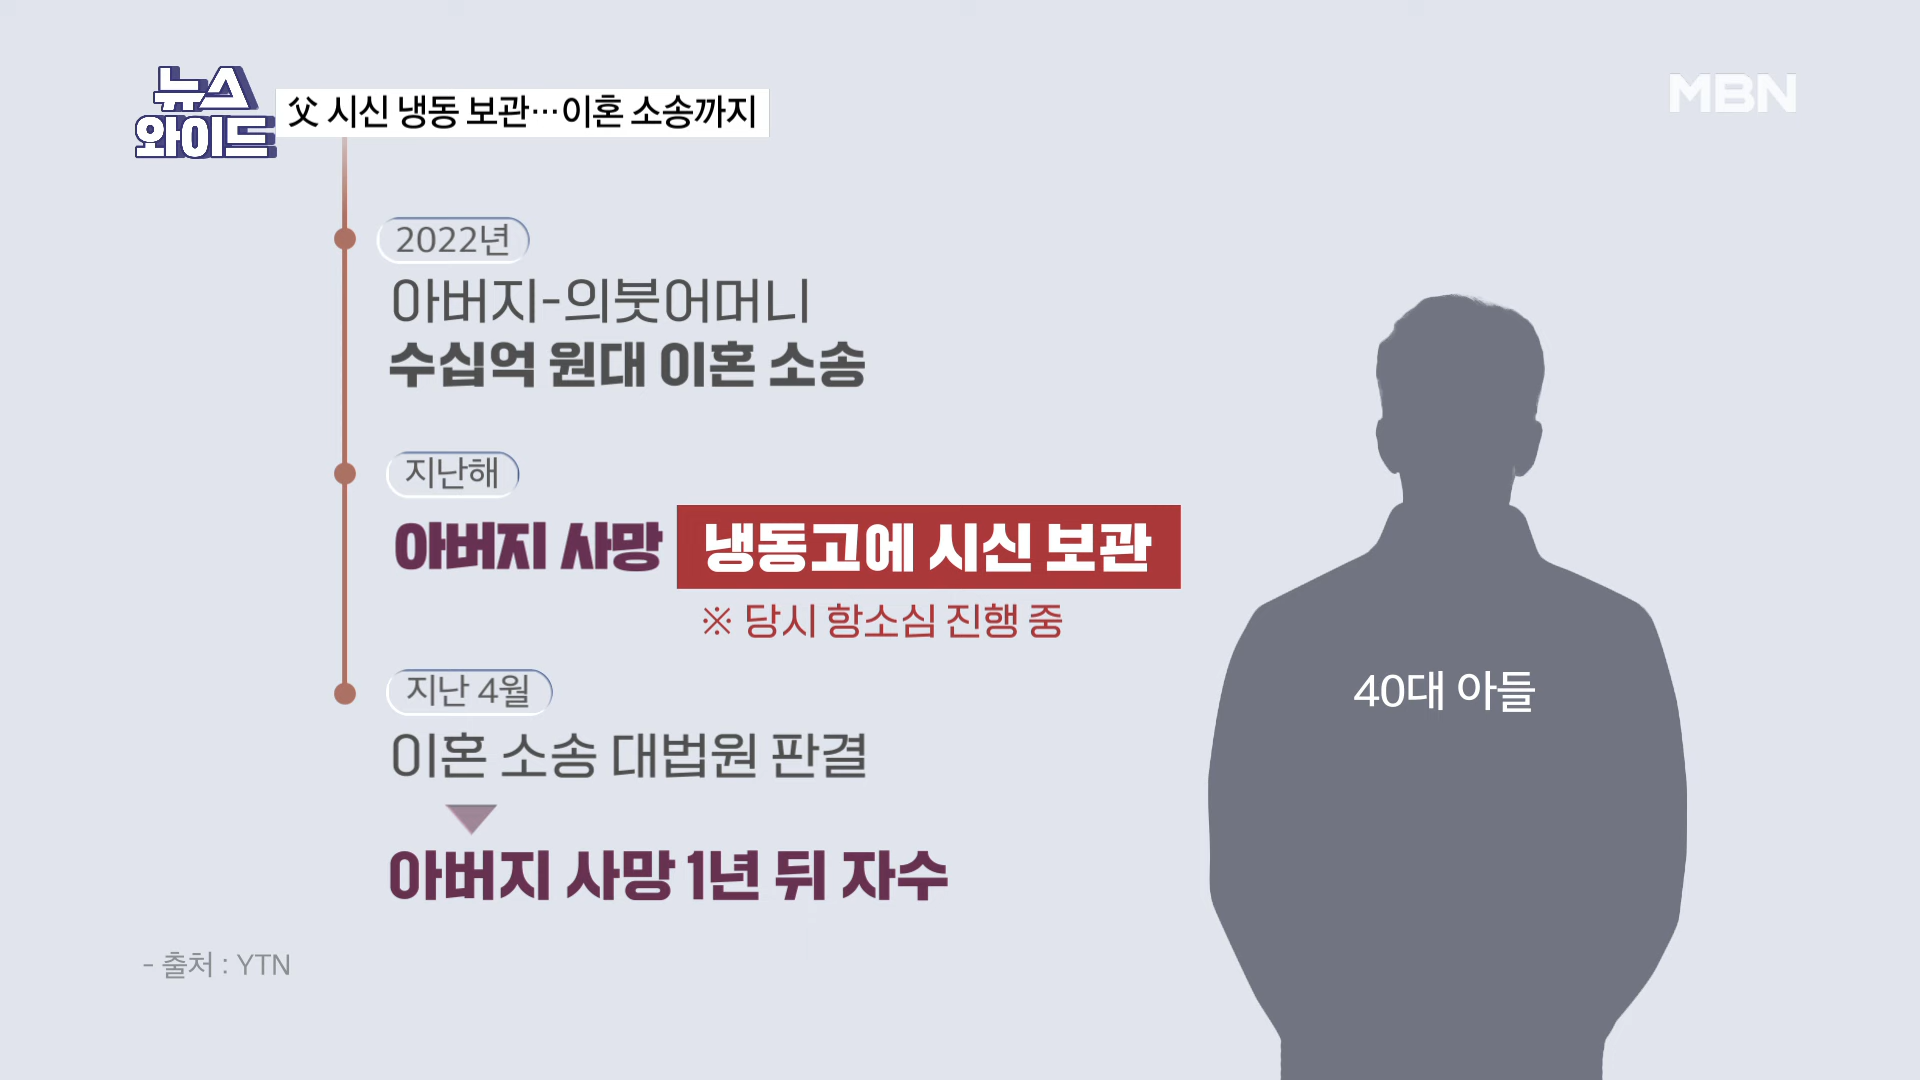 뉴스
와이드
父 시신 냉동 보관…이혼 소송까지
MBN
2022년
아버지-의붓어머니
수십억 원대 이혼 소송
지난해
아버지 사망 냉동고에 시신 보관
※ 당시 항소심 진행 중
40대 아들
지난 4월
이혼 소송 대법원 판결
아버지 사망 1년 뒤 자수
- 출처 : YTN